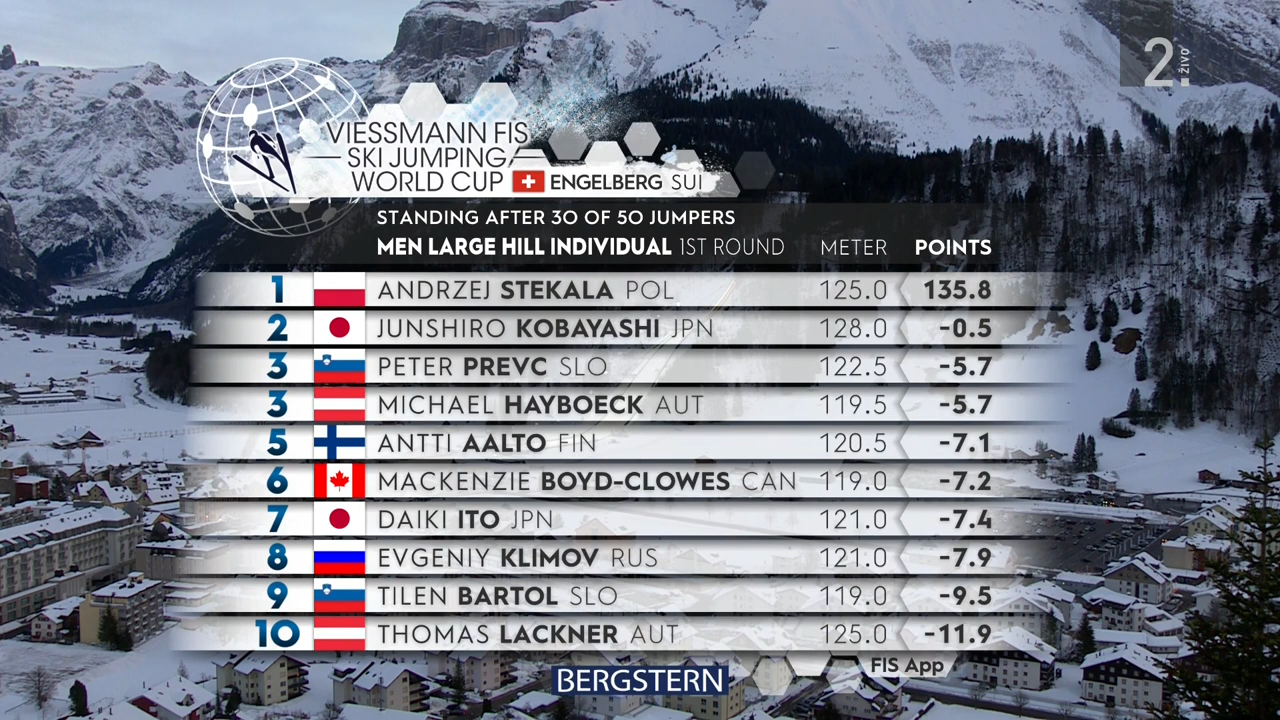 2. ŽIVO
VIESSMANN FIS
SKI JUMPING
WORLD CUP ENGELBERG SUI
STANDING AFTER 30 OF 50 JUMPERS
MEN LARGE HILL INDIVIDUAL 1ST ROUND METER POINTS
1 ANDRZEJ STEKALA POL 125.0 135.8
2 JUNSHIRO KOBAYASHI JPN 128.0 -0.5
3 PETER PREVC SLO 122.5 -5.7
3 MICHAEL HAYBOECK AUT 119.5 -5.7
5 ANTTI AALTO FIN 120.5 -7.1
6 MACKENZIE BOYD-CLOWES CAN 119.0 -7.2
7 DAIKI ITO JPN 121.0 -7.4
8 EVGENIY KLIMOV RUS 121.0 -7.9
9 TILEN BARTOL SLO 119.0 -9.5
10 THOMAS LACKNER AUT 125.0 -11.9
FIS App
BERGSTERN